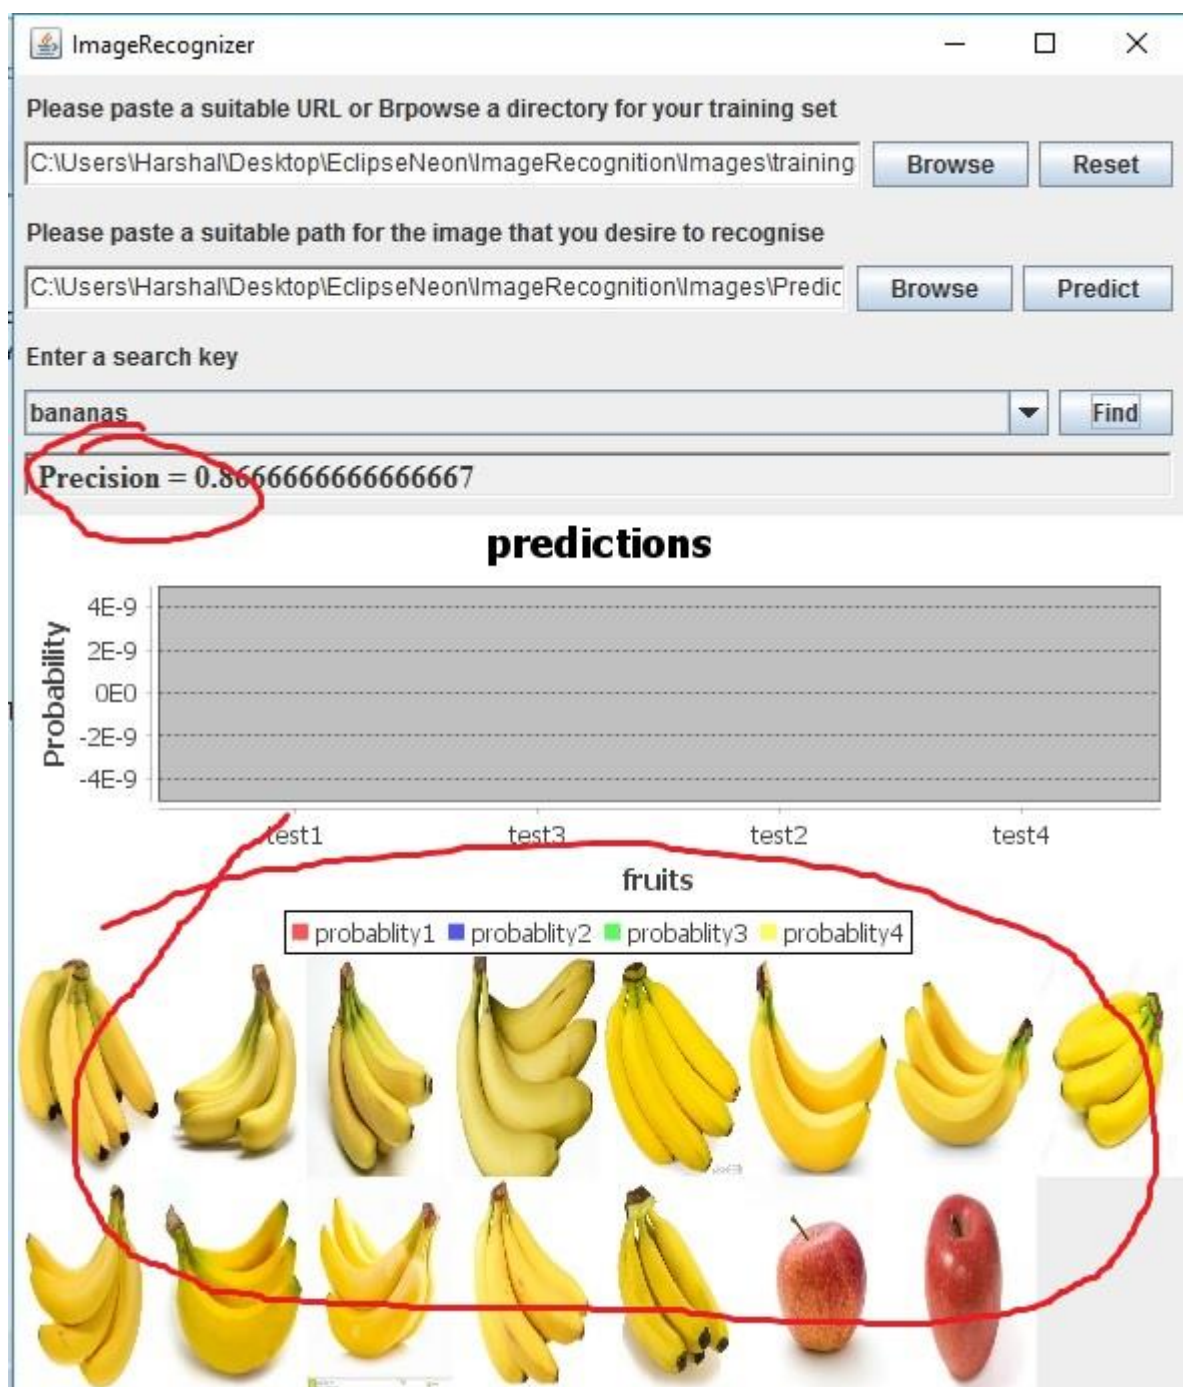 ImageRecognizer
Please paste a suitable URL or Brpowse a directory for your training set
C:\Users\Harshal\Desktop\EclipseNeon\ImageRecognition\Images\training
Browse
Reset
Please paste a suitable path for the image that you desire to recognise
C:\Users\Harshal\Desktop\EclipseNeon\ImageRecognition\Images\Predic
Browse
Predict
Enter a search key
bananas
Find
Precision = 0.8666666666666667
predictions
Probability
4E-9
2E-9
0E0
-2E-9
-4E-9
test1 test3 test2 test4
fruits
probablity1 probablity2 probablity3 probablity4